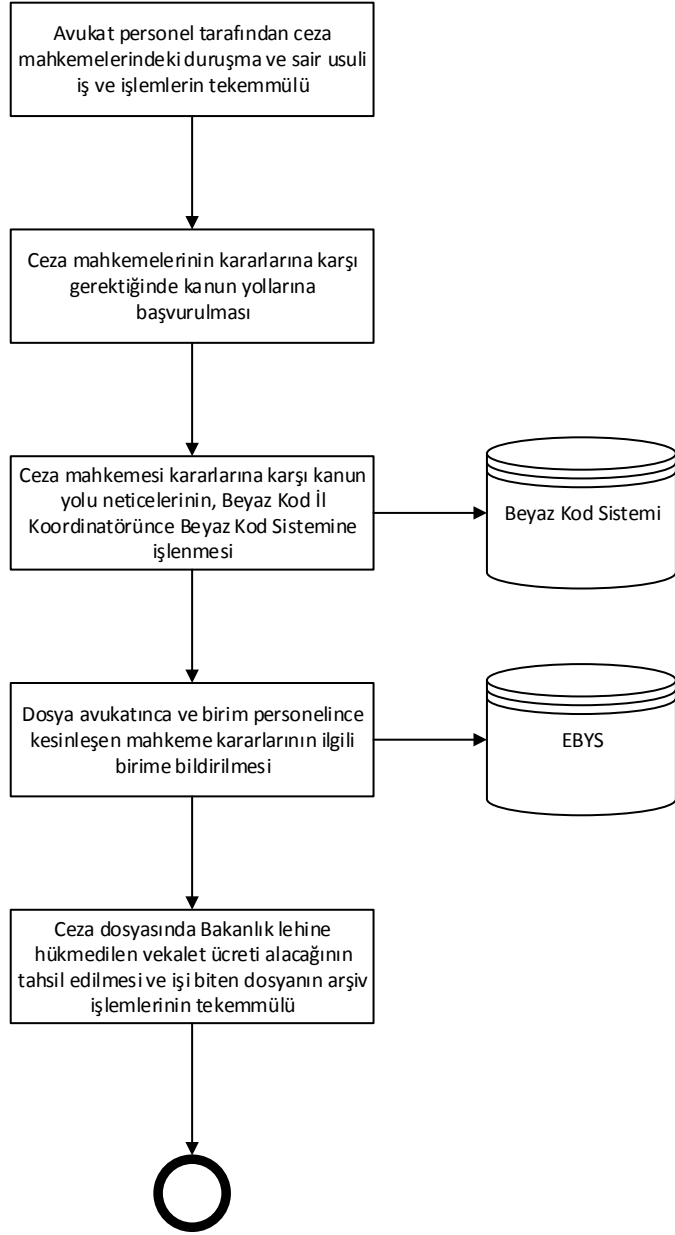 Avukat personel tarafından ceza
mahkemelerindeki duruşma ve sair usuli
iş ve işlemlerin tekemmülü
Ceza mahkemelerinin kararlarına karşı
gerektiğinde kanun yollarına
başvurulması
Ceza mahkemesi kararlarına karşı kanun
yolu neticelerinin, Beyaz Kod İl
Koordinatörünce Beyaz Kod Sistemine
işlenmesi
Beyaz Kod Sistemi
Dosya avukatınca ve birim personelince
kesinleşen mahkeme kararlarının ilgili
birime bildirilmesi
EBYS
Ceza dosyasında Bakanlık lehine
hükmedilen vekalet ücreti alacağının
tahsil edilmesi ve işi biten dosyanın arşiv
işlemlerinin tekemmülü